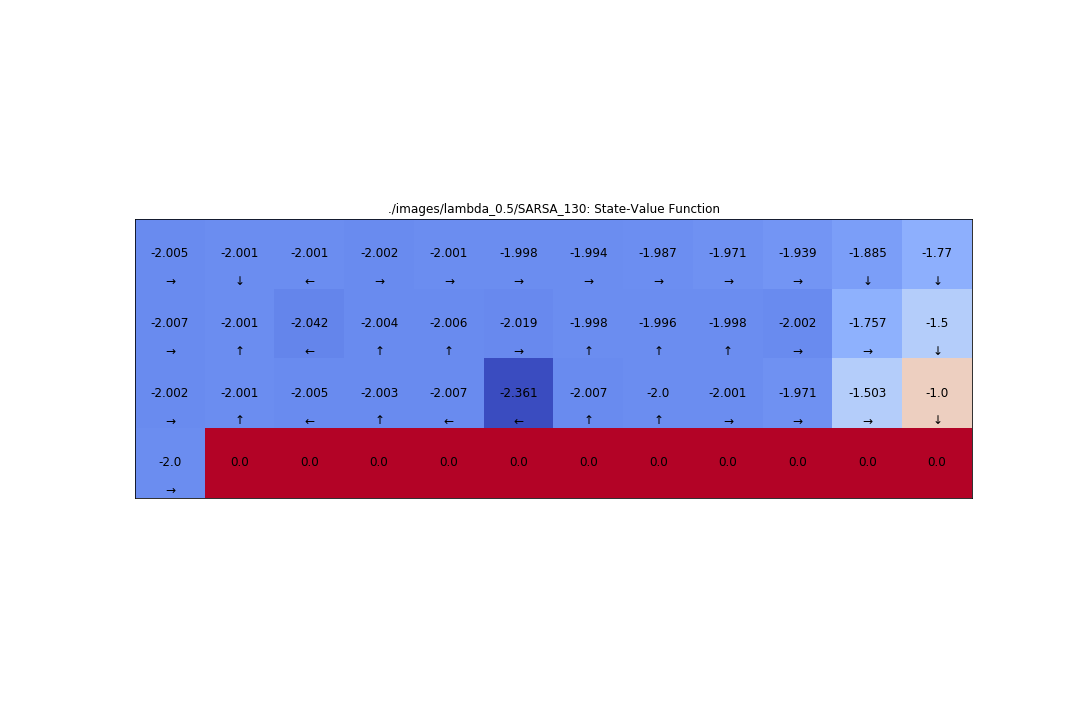 ./images/lambda_0.5/SARSA_130: State-Value Function
-2.005 -2.001 -2.001 -2.002 -2.001 -1.998 -1.994 -1.987 -1.971 -1.939 -1.885 -1.77
→ ↓ ← → → → → → → → ↓ ↓
-2.007 -2.001 -2.042 -2.004 -2.006 -2.019 -1.998 -1.996 -1.998 -2.002 -1.757 -1.5
→ ↑ ← ↑ ↑ → ↑ ↑ ↑ → → ↓
-2.002 -2.001 -2.005 -2.003 -2.007 -2.361 -2.007 -2.0 -2.001 -1.971 -1.503 -1.0
→ ↑ ← ↑ ← ← ↑ ↑ → → → ↓
-2.0 0.0 0.0 0.0 0.0 0.0 0.0 0.0 0.0 0.0 0.0 0.0
→